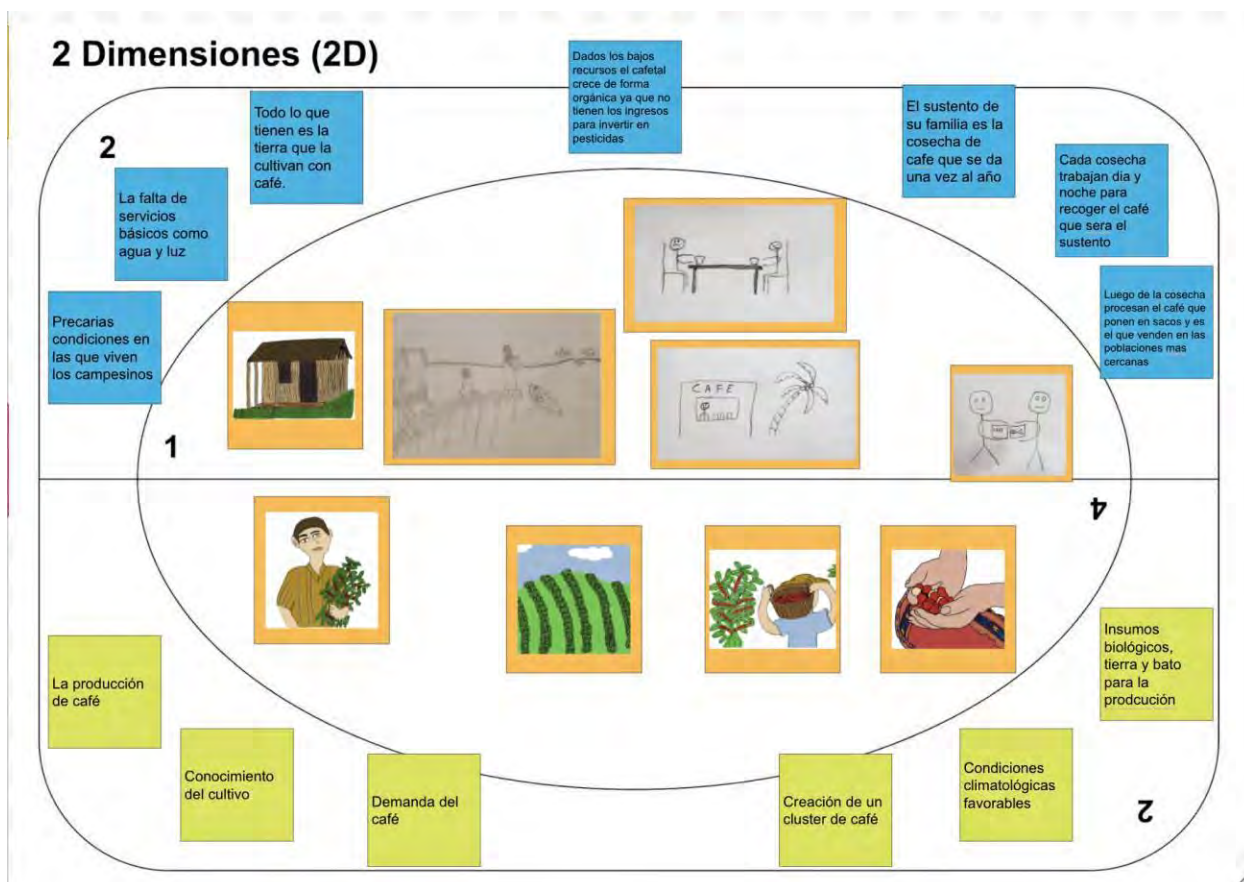 2 Dimensiones (2D)
2
Precarias
condiciones en
las que viven
los campesinos
La falta de
servicios
básicos como
agua y luz
Todo lo que
tienen es la
tierra que la
cultivan con
café.
Dados los bajos
recursos el cafetal
crece de forma
orgánica ya que no
tienen los ingresos
para invertir en
pesticidas
El sustento de
su familia es la
cosecha de
cafe que se da
una vez al año
Cada cosecha
trabajan dia y
noche para
recoger el café
que sera el
sustento
Luego de la cosecha
procesan el café que
ponen en sacos y es
el que venden en las
poblaciones mas
cercanas
CAFE
1
4
La producción
de café
Conocimiento
del cultivo
Demanda del
café
Creación de un
cluster de café
Condiciones
climatológicas
favorables
Insumos
biológicos,
tierra y bato
para la
prodcución
2